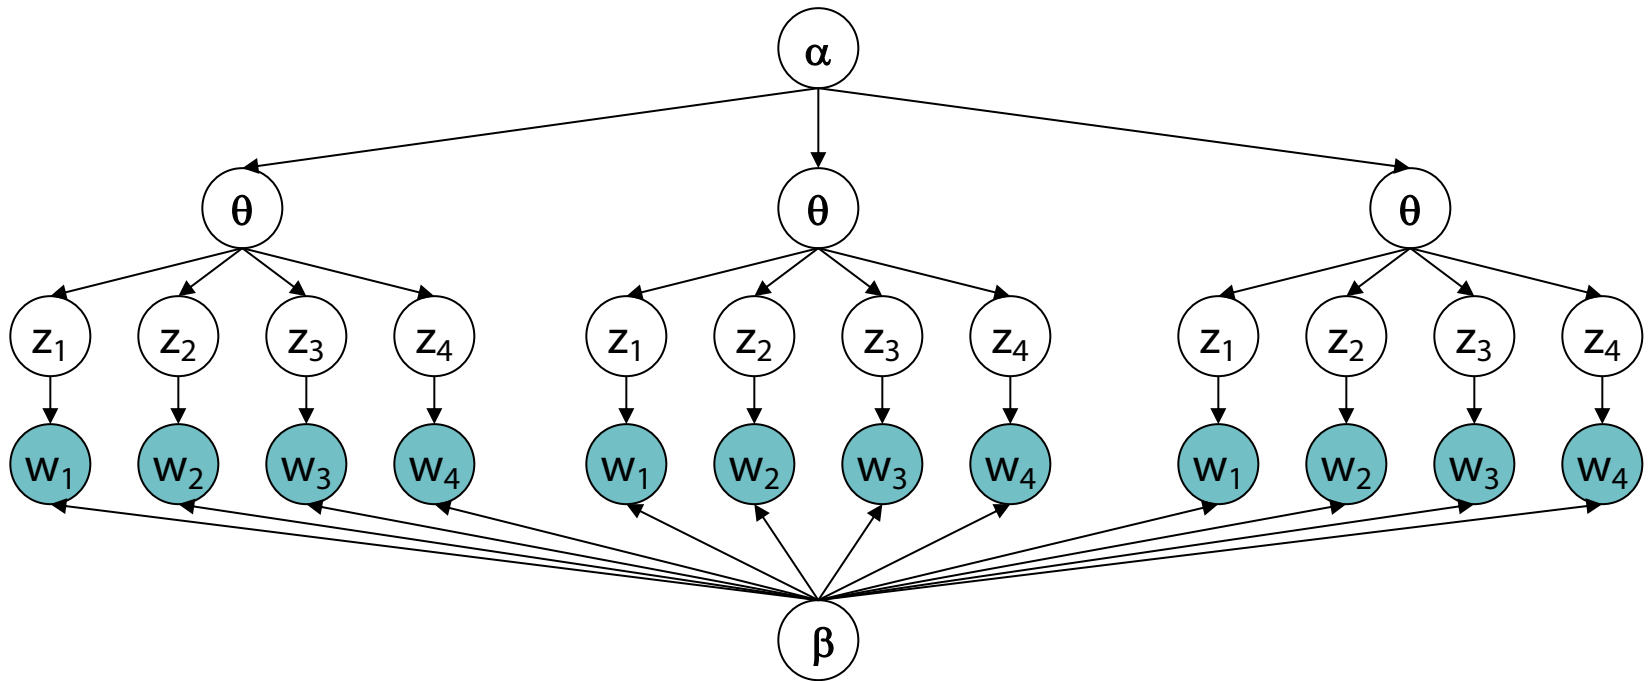 α
θ θ θ
z1 z2 z3 z4 z1 z2 z3 z4 z1 z2 z3 z4
w1 w2 w3 w4 w1 w2 w3 w4 w1 w2 w3 w4
β